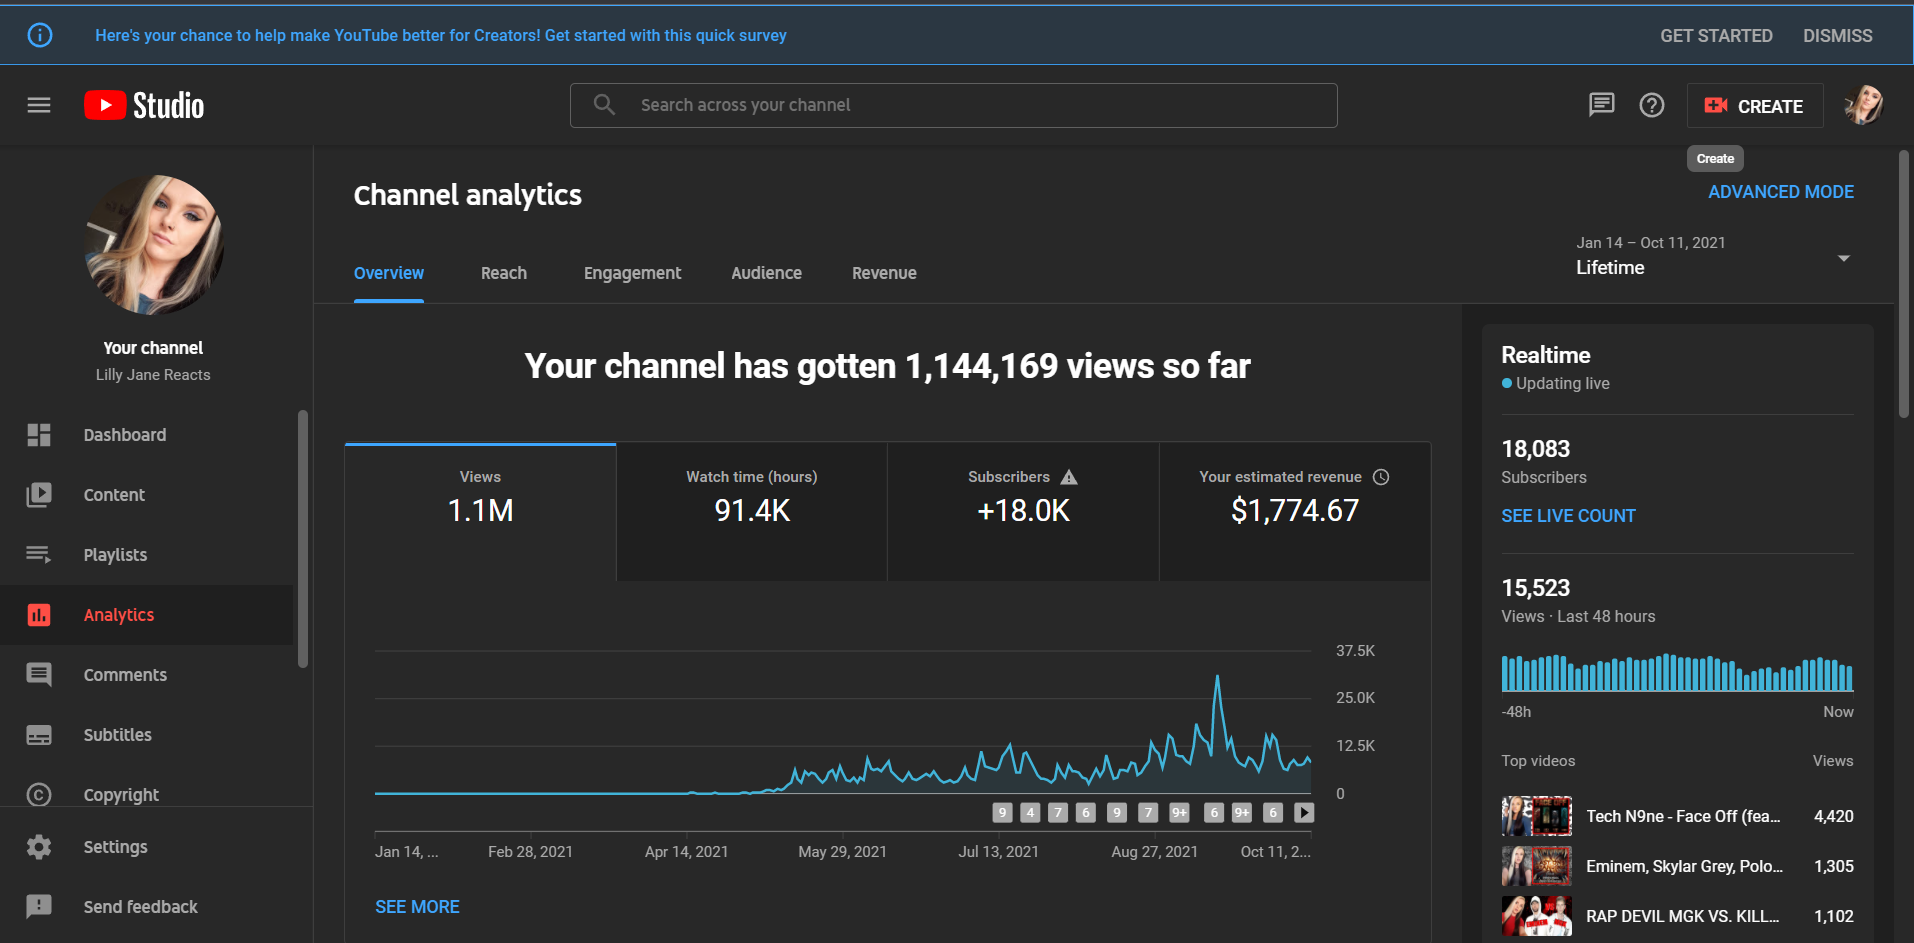 Here's your chance to help make YouTube better for Creators! Get started with this quick survey
GET STARTED
DISMISS
Studio
Search across your channel
CREATE
Create
Your channel
Lilly Jane Reacts
Dashboard
Content
Playlists
Analytics
Comments
Subtitles
Copyright
Settings
Send feedback
Channel analytics
ADVANCED MODE
Overview
Reach
Engagement
Audience
Revenue
Jan 14 – Oct 11, 2021
Lifetime
Your channel has gotten 1,144,169 views so far
Views
1.1M
Watch time (hours)
91.4K
Subscribers
+18.0K
Your estimated revenue
$1,774.67
37.5K
25.0K
12.5K
0
9 4 7 6 9 7 9+ 6 9+ 6
Jan 14, ...
Feb 28, 2021
Apr 14, 2021
May 29, 2021
Jul 13, 2021
Aug 27, 2021
Oct 11, 2...
SEE MORE
Realtime
Updating live
18,083
Subscribers
SEE LIVE COUNT
15,523
Views · Last 48 hours
-48h
Now
Top videos
Views
Tech N9ne - Face Off (fea...
4,420
Eminem, Skylar Grey, Polo...
1,305
RAP DEVIL MGK VS. KILL...
1,102